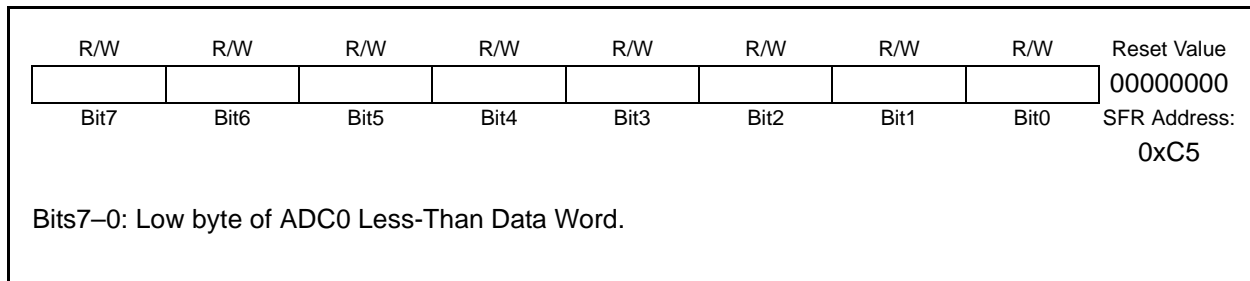 R/W R/W R/W R/W R/W R/W R/W R/W Reset Value
00000000
Bit7 Bit6 Bit5 Bit4 Bit3 Bit2 Bit1 Bit0 SFR Address:
0xC5
Bits7–0: Low byte of ADC0 Less-Than Data Word.